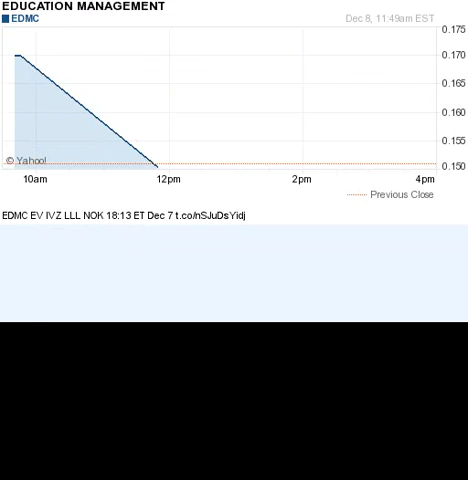 EDUCATION MANAGEMENT
EDMC Dec 8, 11:49am EST
0.175
0.170
0.165
0.160
0.155
0.150
© Yahoo!
10am 12pm 2pm 4pm
Previous Close
EDMC EV IVZ LLL NOK 18:13 ET Dec 7 t.co/nSJuDsYidj